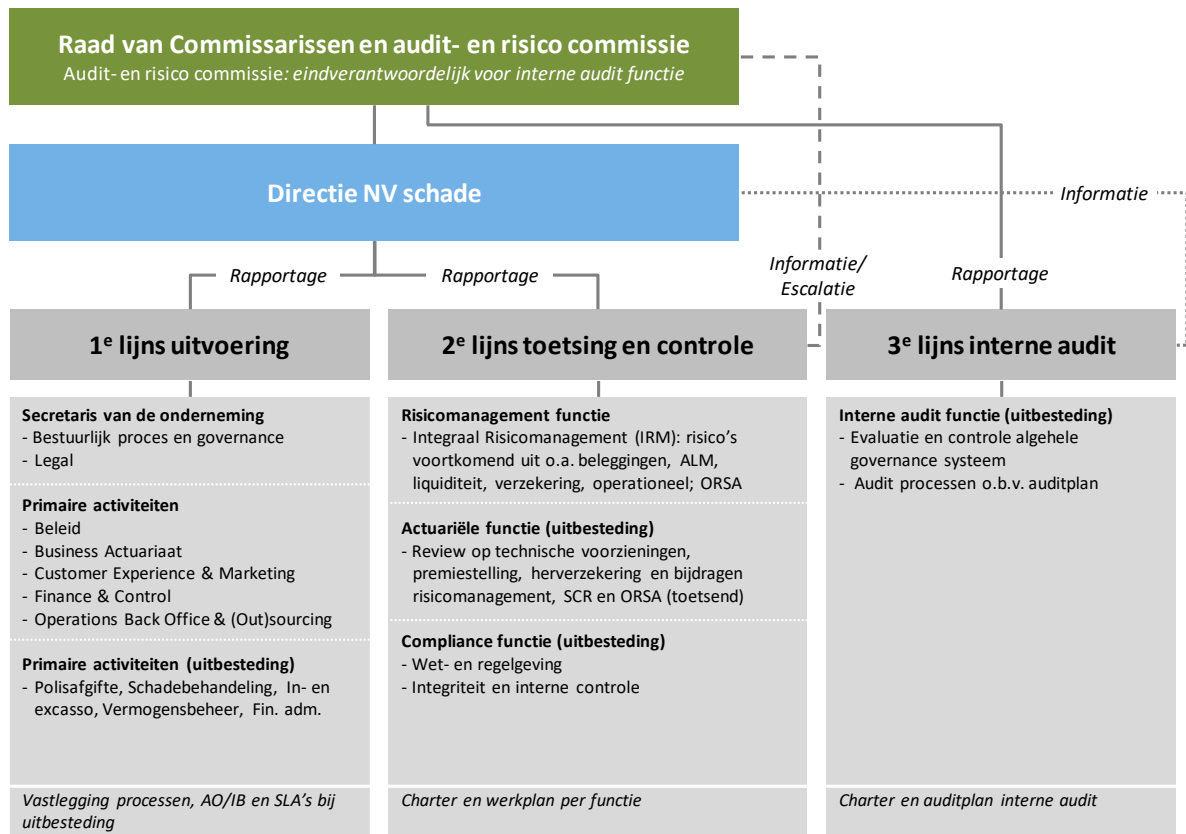 Raad van Commissarissen en audit- en risico commissie
Audit- en risico commissie: eindverantwoordelijk voor interne audit functie
Directie NV schade
Informatie
Rapportage
Rapportage
Informatie/
Escalatie
Rapportage
1e lijns uitvoering
2e lijns toetsing en controle
3e lijns interne audit
Secretaris van de onderneming
- Bestuurlijk proces en governance
- Legal
Primaire activiteiten
- Beleid
- Business Actuariaat
- Customer Experience & Marketing
- Finance & Control
- Operations Back Office & (Out)sourcing
Primaire activiteiten (uitbesteding)
- Polisafgifte, Schadebehandeling, In- en
excasso, Vermogensbeheer, Fin. adm.
Vastlegging processen, AO/IB en SLA's bij
uitbesteding
Risicomanagement functie
- Integraal Risicomanagement (IRM): risico's
voortkomend uit o.a. beleggingen, ALM,
liquiditeit, verzekering, operationeel; ORSA
Actuariële functie (uitbesteding)
- Review op technische voorzieningen,
premiestelling, herverzekering en bijdragen
risicomanagement, SCR en ORSA (toetsend)
Compliance functie (uitbesteding)
- Wet- en regelgeving
- Integriteit en interne controle
Charter en werkplan per functie
Interne audit functie (uitbesteding)
- Evaluatie en controle algehele
governance systeem
- Audit processen o.b.v. auditplan
Charter en auditplan interne audit